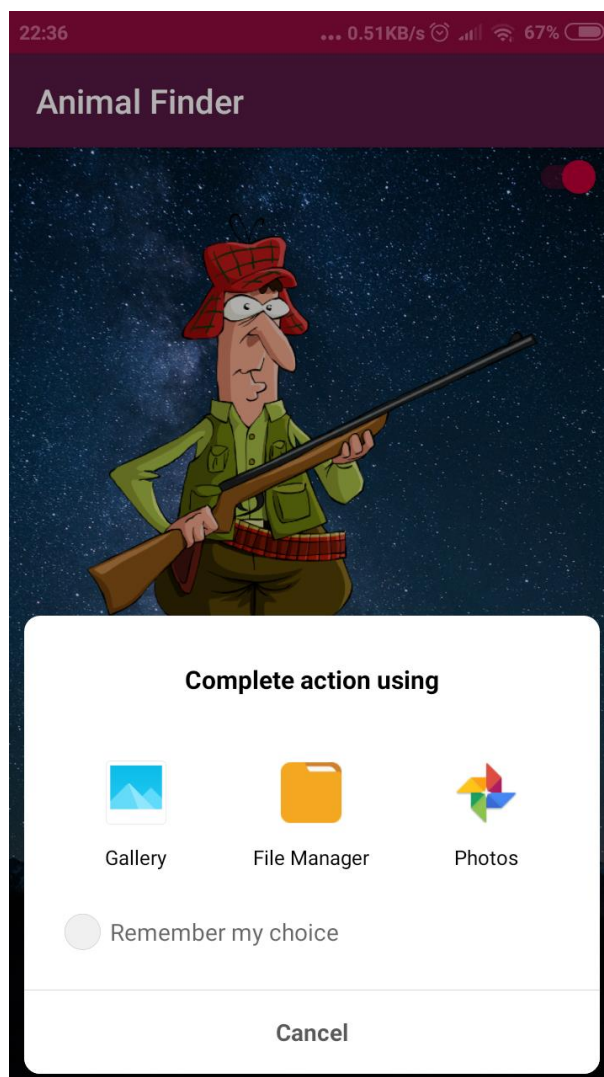 22:36 ... 0.51KB/s 67%
Animal Finder
Complete action using
Gallery File Manager Photos
Remember my choice
Cancel